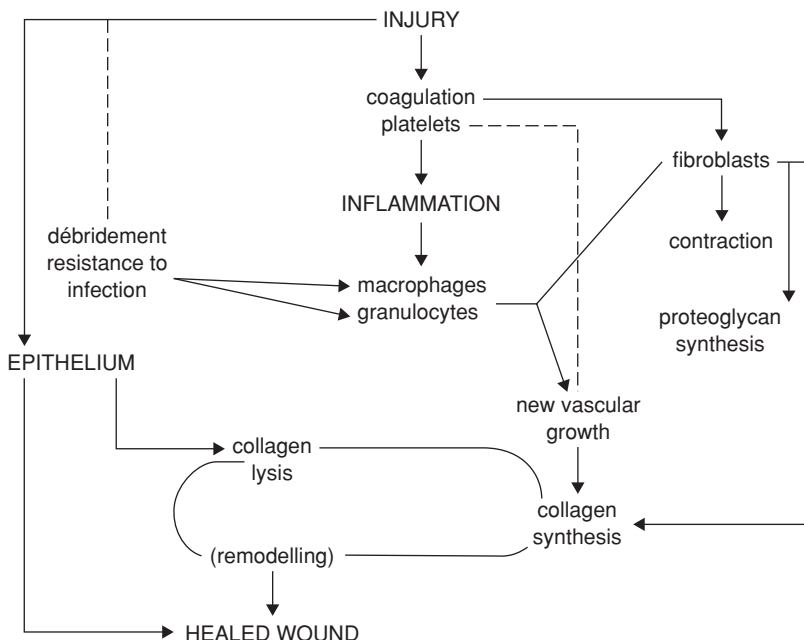 INJURY
coagulation
platelets
fibroblasts
INFLAMMATION
contraction
débridement
resistance to
infection
macrophages
granulocytes
proteoglycan
synthesis
EPITHELIUM
new vascular
growth
collagen
lysis
collagen
synthesis
(remodelling)
HEALED WOUND